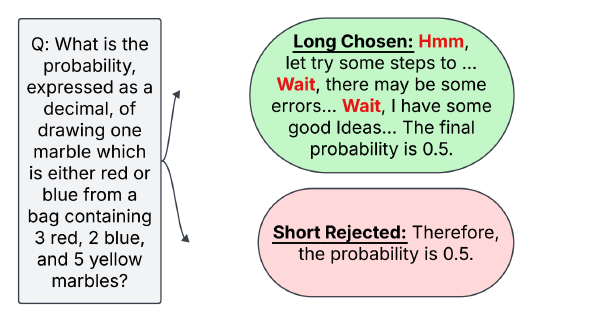 Q: What is the
probability,
expressed as a
decimal, of
drawing one
marble which
is either red or
blue from a
bag containing
3 red, 2 blue,
and 5 yellow
marbles?
Long Chosen: Hmm,
let try some steps to ...
Wait, there may be some
errors... Wait, I have some
good Ideas... The final
probability is 0.5.
Short Rejected: Therefore,
the probability is 0.5.